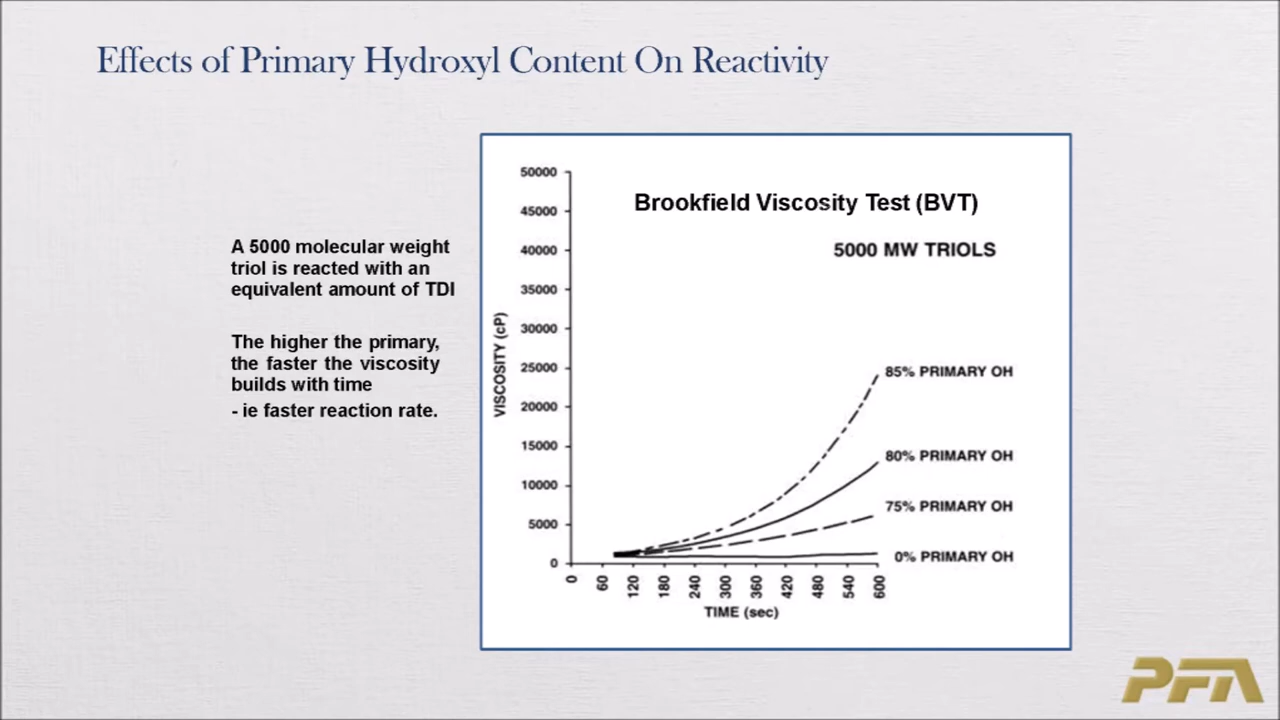 Effects of Primary Hydroxyl Content On Reactivity
A 5000 molecular weight
triol is reacted with an
equivalent amount of TDI
The higher the primary,
the faster the viscosity
builds with time
- ie faster reaction rate.
Brookfield Viscosity Test (BVT)
5000 MW TRIOLS
VISCOSITY (cP)
50000
45000
40000
35000
30000
25000
20000
15000
10000
5000
0
85% PRIMARY OH
80% PRIMARY OH
75% PRIMARY OH
0% PRIMARY OH
0 60 120 180 240 300 360 420 480 540 600
TIME (sec)
PFA